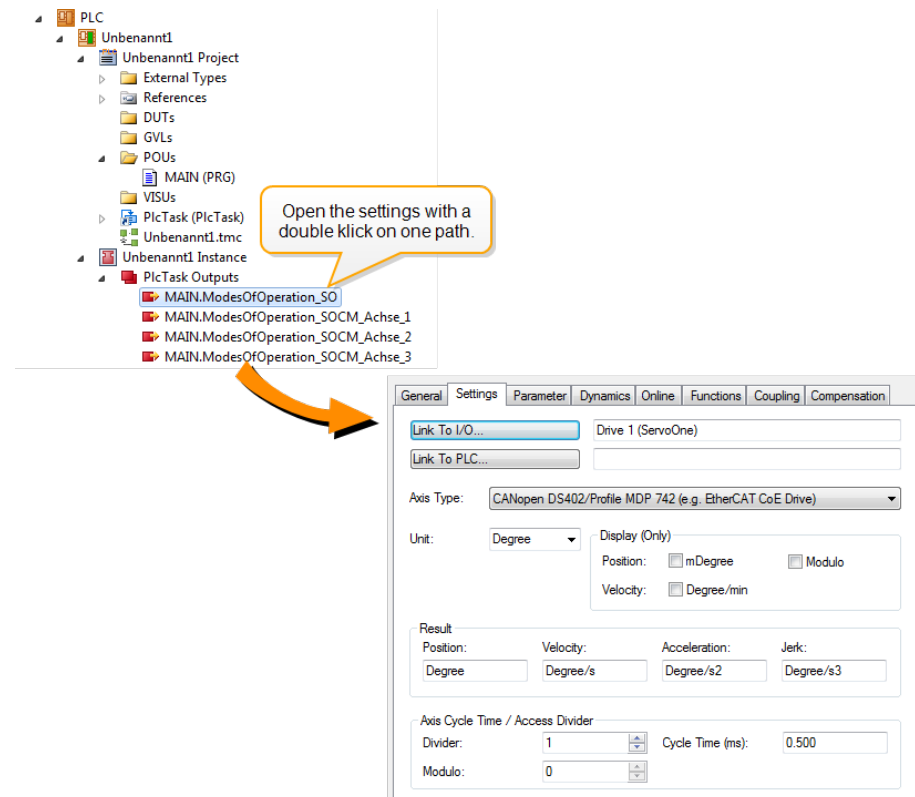 PLC
Unbenannt1
Unbenannt1 Project
External Types
References
DUTs
GVLs
POUs
MAIN (PRG)
VISUs
PlcTask (PlcTask)
Unbenannt1.tmc
Unbenannt1 Instance
PlcTask Outputs
MAIN.ModesOfOperation_SO
MAIN.ModesOfOperation_SOCM_Achse_1
MAIN.ModesOfOperation_SOCM_Achse_2
MAIN.ModesOfOperation_SOCM_Achse_3
Open the settings with a
double klick on one path.
General Settings Parameter Dynamics Online Functions Coupling Compensation
Link To I/O... Drive 1 (ServoOne)
Link To PLC...
Axis Type: CANopen DS402/Profile MDP 742 (e.g. EtherCAT CoE Drive)
Unit: Degree Display (Only)
Position: mDegree Modulo
Velocity: Degree/min
Result
Position: Velocity: Acceleration: Jerk:
Degree Degree/s Degree/s2 Degree/s3
Axis Cycle Time / Access Divider
Divider: 1 Cycle Time (ms): 0.500
Modulo: 0